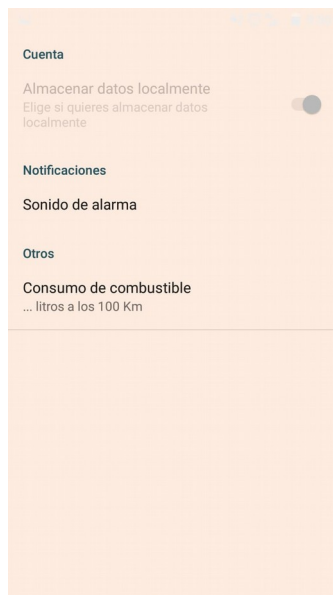 Cuenta
Almacenar datos localmente
Elige si quieres almacenar datos
localmente
Notificaciones
Sonido de alarma
Otros
Consumo de combustible
... litros a los 100 Km